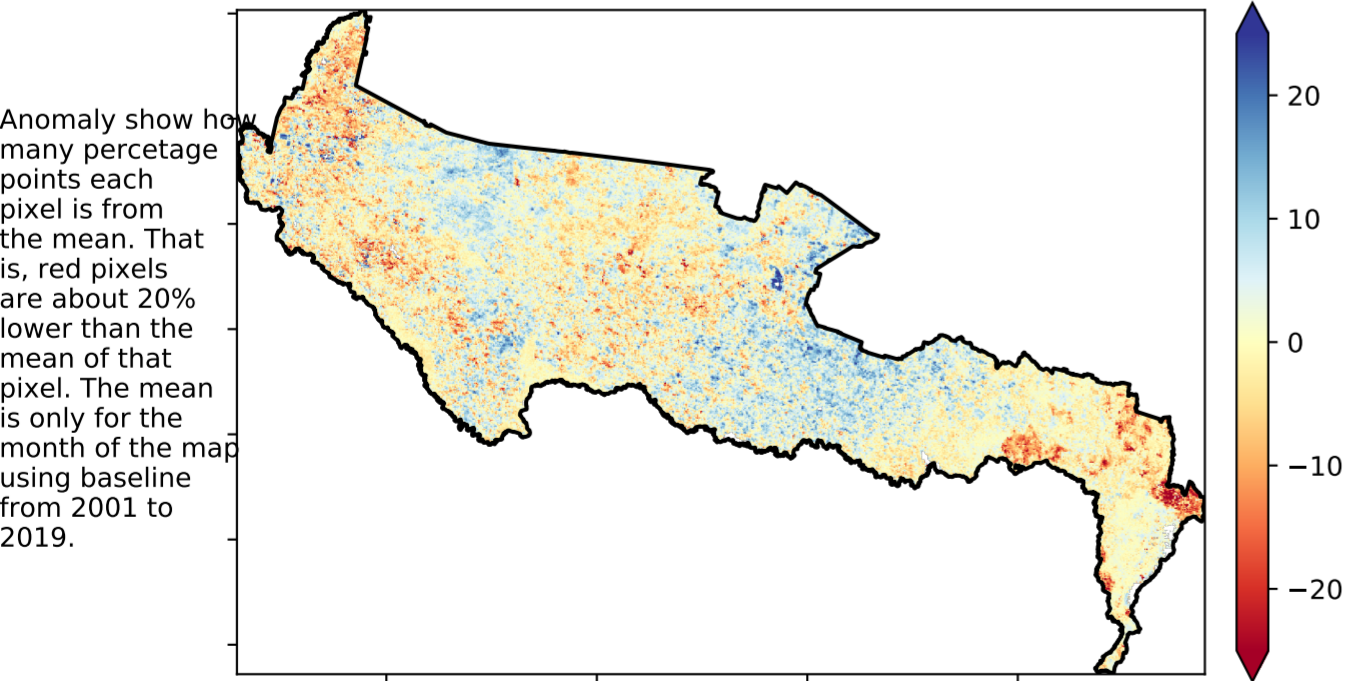 Anomaly show how
many percetage
points each
pixel is from
the mean. That
is, red pixels
are about 20%
lower than the
mean of that
pixel. The mean
is only for the
month of the map
using baseline
from 2001 to
2019.
20
10
0
−10
−20